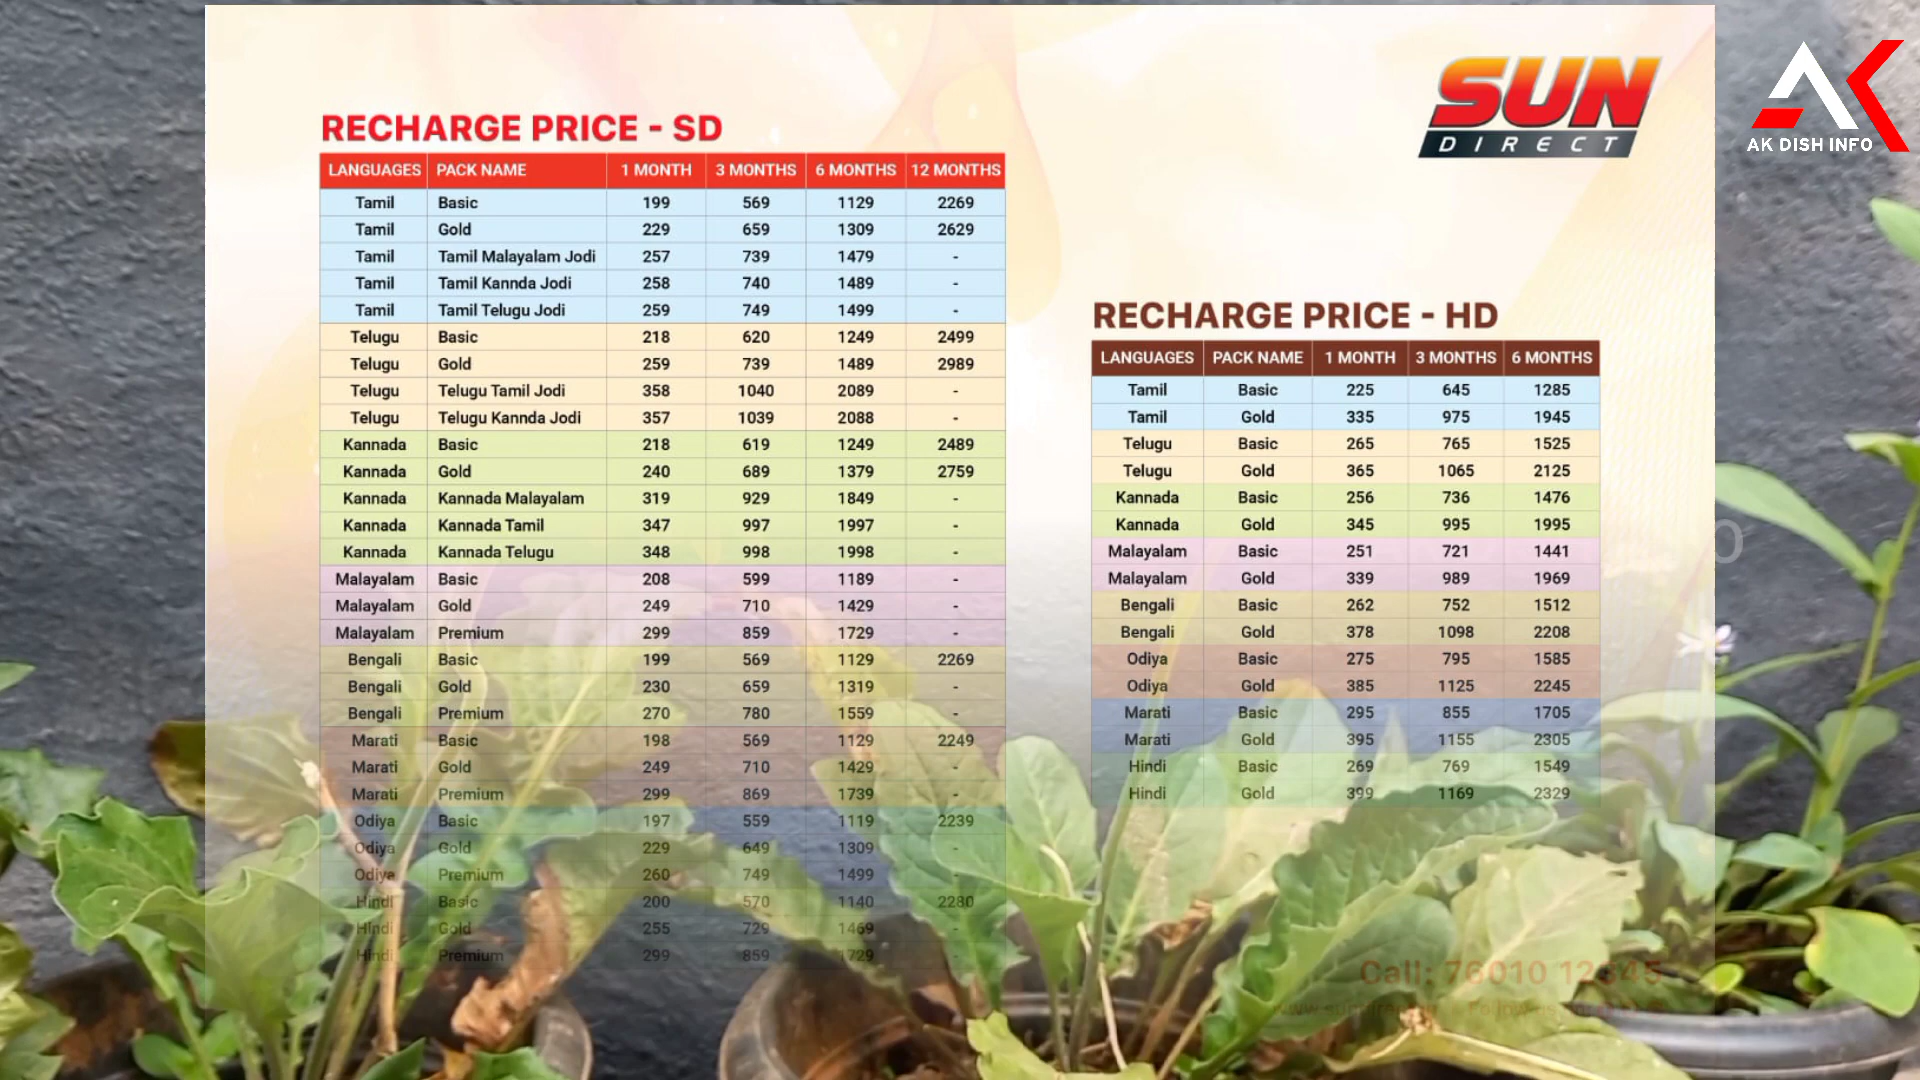 SUN
DIRECT
AK DISH INFO
RECHARGE PRICE - SD
LANGUAGES PACK NAME 1 MONTH 3 MONTHS 6 MONTHS 12 MONTHS
Tamil Basic 199 569 1129 2269
Tamil Gold 229 659 1309 2629
Tamil Tamil Malayalam Jodi 257 739 1479 -
Tamil Tamil Kannda Jodi 258 740 1489 -
Tamil Tamil Telugu Jodi 259 749 1499 -
Telugu Basic 218 620 1249 2499
Telugu Gold 259 739 1489 2989
Telugu Telugu Tamil Jodi 358 1040 2089 -
Telugu Telugu Kannda Jodi 357 1039 2088 -
Kannada Basic 218 619 1249 2489
Kannada Gold 240 689 1379 2759
Kannada Kannada Malayalam 319 929 1849 -
Kannada Kannada Tamil 347 997 1997 -
Kannada Kannada Telugu 348 998 1998 -
Malayalam Basic 208 599 1189 -
Malayalam Gold 249 710 1429 -
Malayalam Premium 299 859 1729 -
Bengali Basic 199 569 1129 2269
Bengali Gold 230 659 1319 -
Bengali Premium 270 780 1559 -
Marati Basic 198 569 1129 2249
Marati Gold 249 710 1429 -
Marati Premium 299 869 1739 -
Odiya Basic 197 559 1119 2239
Odiya Gold 229 649 1309 -
Odiya Premium 260 749 1499 -
Hindi Basic 200 570 1140 2280
Hindi Gold 255 729 1469 -
Hindi Premium 299 859 1729 -
RECHARGE PRICE - HD
LANGUAGES PACK NAME 1 MONTH 3 MONTHS 6 MONTHS
Tamil Basic 225 645 1285
Tamil Gold 335 975 1945
Telugu Basic 265 765 1525
Telugu Gold 365 1065 2125
Kannada Basic 256 736 1476
Kannada Gold 345 995 1995
Malayalam Basic 251 721 1441
Malayalam Gold 339 989 1969
Bengali Basic 262 752 1512
Bengali Gold 378 1098 2208
Odiya Basic 275 795 1585
Odiya Gold 385 1125 2245
Marati Basic 295 855 1705
Marati Gold 395 1155 2305
Hindi Basic 269 769 1549
Hindi Gold 399 1169 2329
Call: 76010 12345